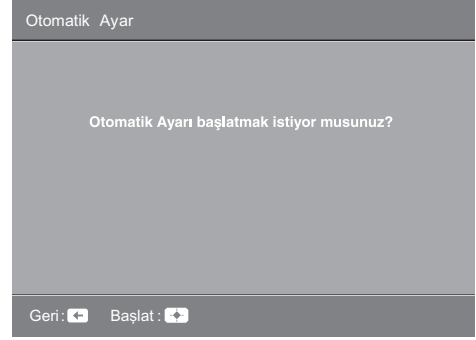 Otomatik Ayar
Otomatik Ayarı başlatmak istiyor musunuz?
Geri: Başlat :